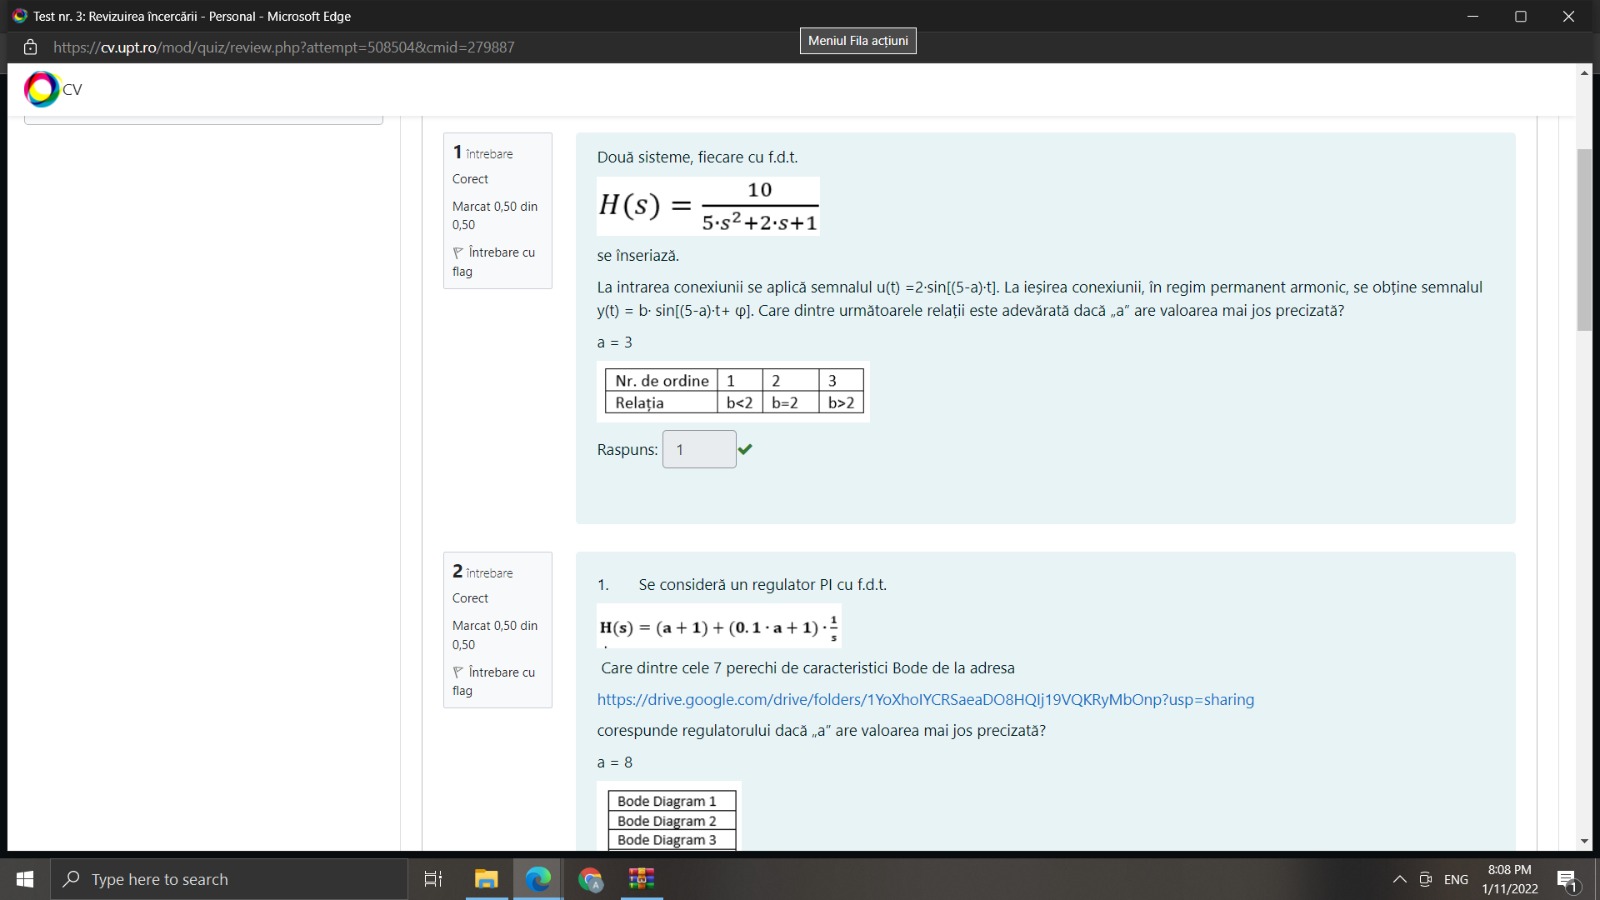 Test nr. 3: Revizuirea încercării - Personal - Microsoft Edge
https://cv.upt.ro/mod/quiz/review.php?attempt=508504&cmid=279887
Meniul Fila acțiuni
CV
1 întrebare
Corect
Marcat 0,50 din
0,50
Întrebare cu
flag
Două sisteme, fiecare cu f.d.t.
H(s) = 10 / (5·s²+2·s+1)
se înseriază.
La intrarea conexiunii se aplică semnalul u(t) =2·sin[(5-a)·t]. La ieșirea conexiunii, în regim permanent armonic, se obține semnalul
y(t) = b· sin[(5-a)·t+ φ]. Care dintre următoarele relații este adevărată dacă „a” are valoarea mai jos precizată?
a = 3
Nr. de ordine 1 2 3
Relația b<2 b=2 b>2
Raspuns: 1
2 întrebare
Corect
Marcat 0,50 din
0,50
Întrebare cu
flag
1. Se consideră un regulator PI cu f.d.t.
H(s) = (a + 1) + (0.1 · a + 1) · 1/s
Care dintre cele 7 perechi de caracteristici Bode de la adresa
https://drive.google.com/drive/folders/1YoXhoIYCRSaeaDO8HQIj19VQKRyMbOnp?usp=sharing
corespunde regulatorului dacă „a” are valoarea mai jos precizată?
a = 8
Bode Diagram 1
Bode Diagram 2
Bode Diagram 3
Type here to search
A
ENG
8:08 PM
1/11/2022
1